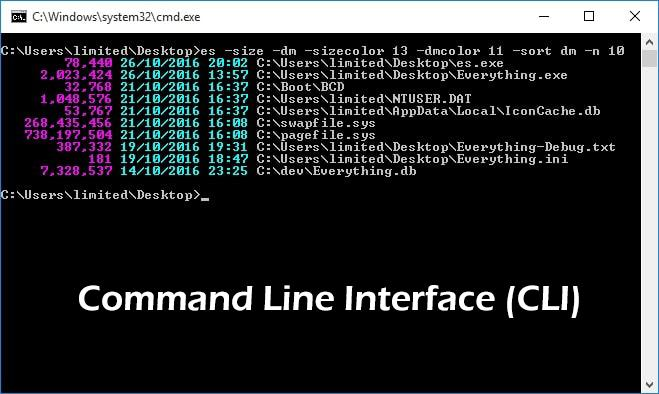 C:\Windows\system32\cmd.exe
C:\Users\limited\Desktop>es -size -dm -sizecolor 13 -dmcolor 11 -sort dm -n 10
78,440 26/10/2016 20:02 C:\Users\limited\Desktop\es.exe
2,023,424 26/10/2016 13:57 C:\Users\limited\Desktop\Everything.exe
32,768 21/10/2016 16:37 C:\Boot\BCD
1,048,576 21/10/2016 16:37 C:\Users\limited\NTUSER.DAT
53,767 21/10/2016 16:37 C:\Users\limited\AppData\Local\IconCache.db
268,435,456 21/10/2016 16:08 C:\swapfile.sys
738,197,504 21/10/2016 16:08 C:\pagefile.sys
387,332 19/10/2016 19:31 C:\Users\limited\Desktop\Everything-Debug.txt
181 19/10/2016 18:47 C:\Users\limited\Desktop\Everything.ini
7,328,537 14/10/2016 23:25 C:\dev\Everything.db
C:\Users\limited\Desktop>_
Command Line Interface (CLI)